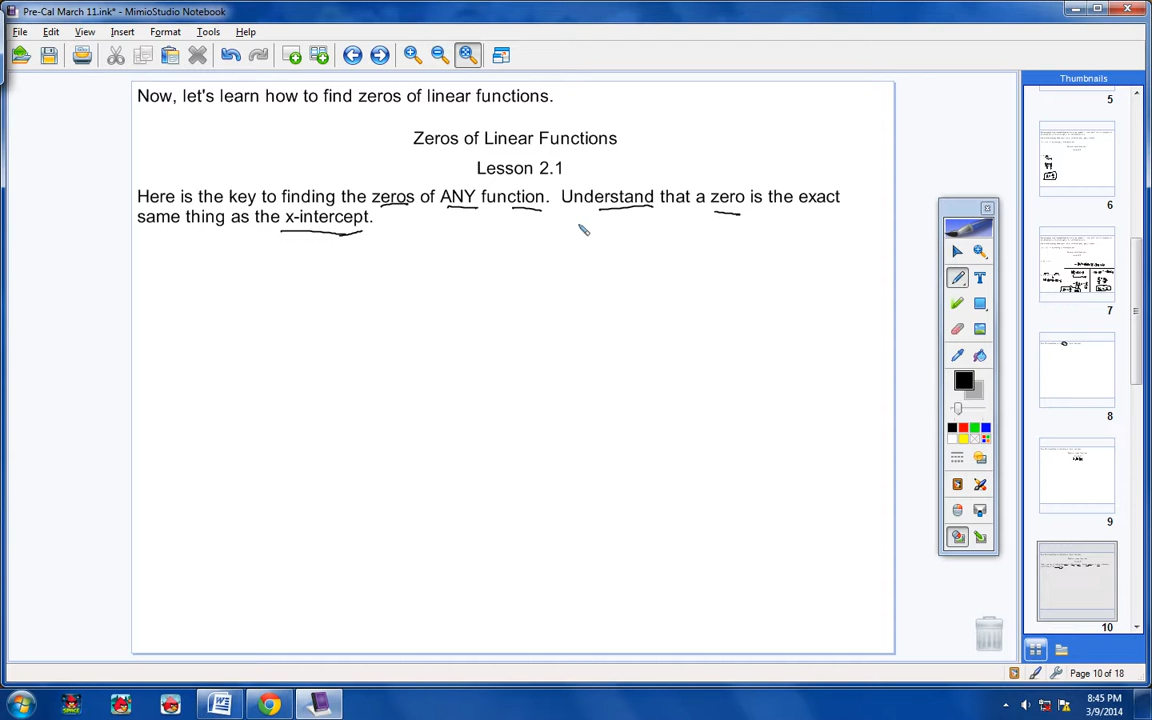 Pre-Cal March 11.ink* - MimioStudio Notebook
File Edit View Insert Format Tools Help
Thumbnails
Now, let's learn how to find zeros of linear functions.
Zeros of Linear Functions
Lesson 2.1
Here is the key to finding the zeros of ANY function. Understand that a zero is the exact
same thing as the x-intercept.
5
6
7
8
9
10
Page 10 of 18
8:45 PM
3/9/2014